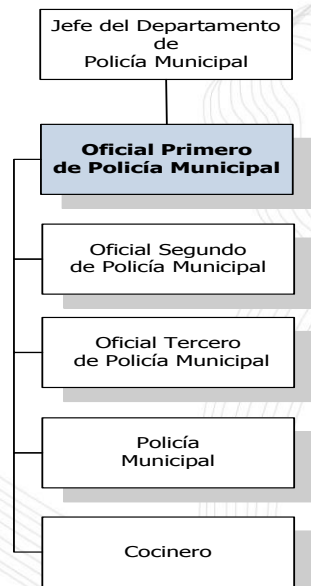 Jefe del Departamento
de
Policía Municipal
Oficial Primero
de Policía Municipal
Oficial Segundo
de Policía Municipal
Oficial Tercero
de Policía Municipal
Policía
Municipal
Cocinero